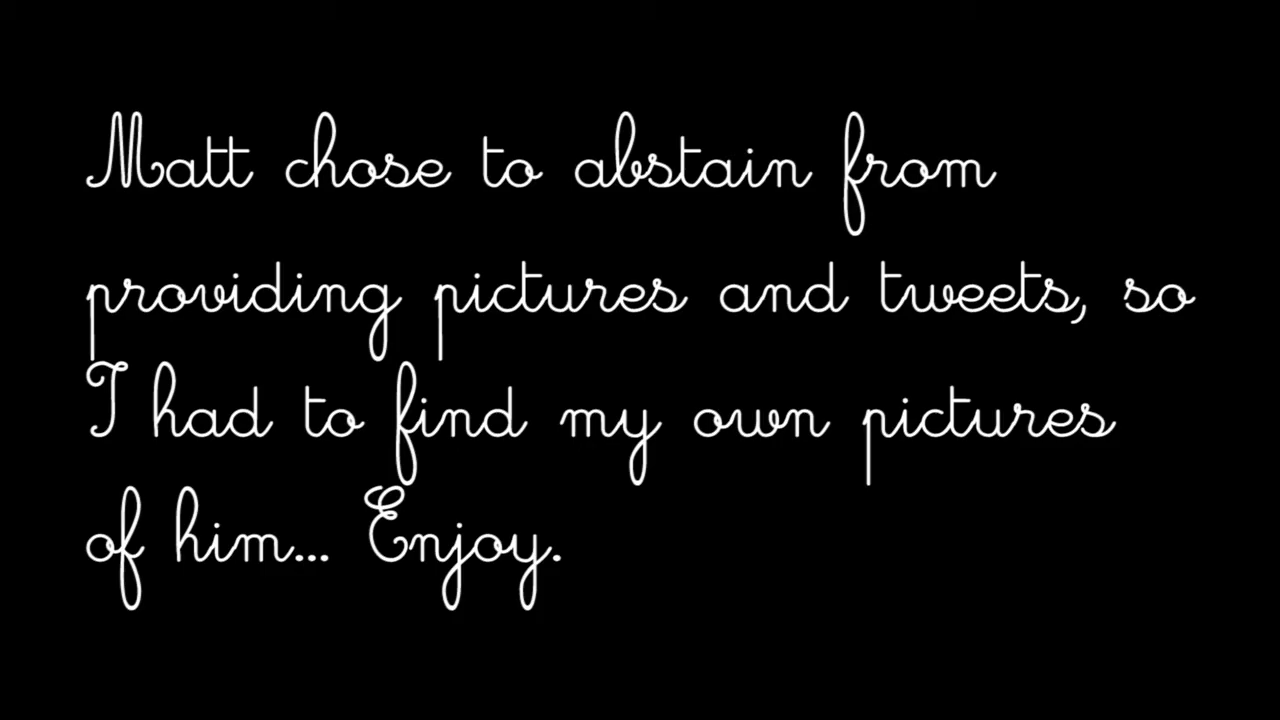 Matt chose to abstain from
providing pictures and tweets, so
I had to find my own pictures
of him... Enjoy.